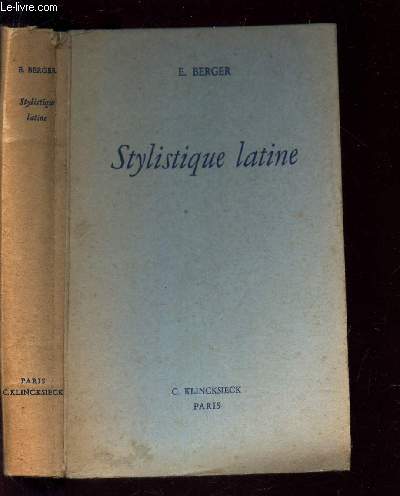 Le-Livre.com
E. BERGER
Stylistique
latine
PARIS
C. KLINCKSIECK
E. BERGER
Stylistique latine
C. KLINCKSIECK
PARIS